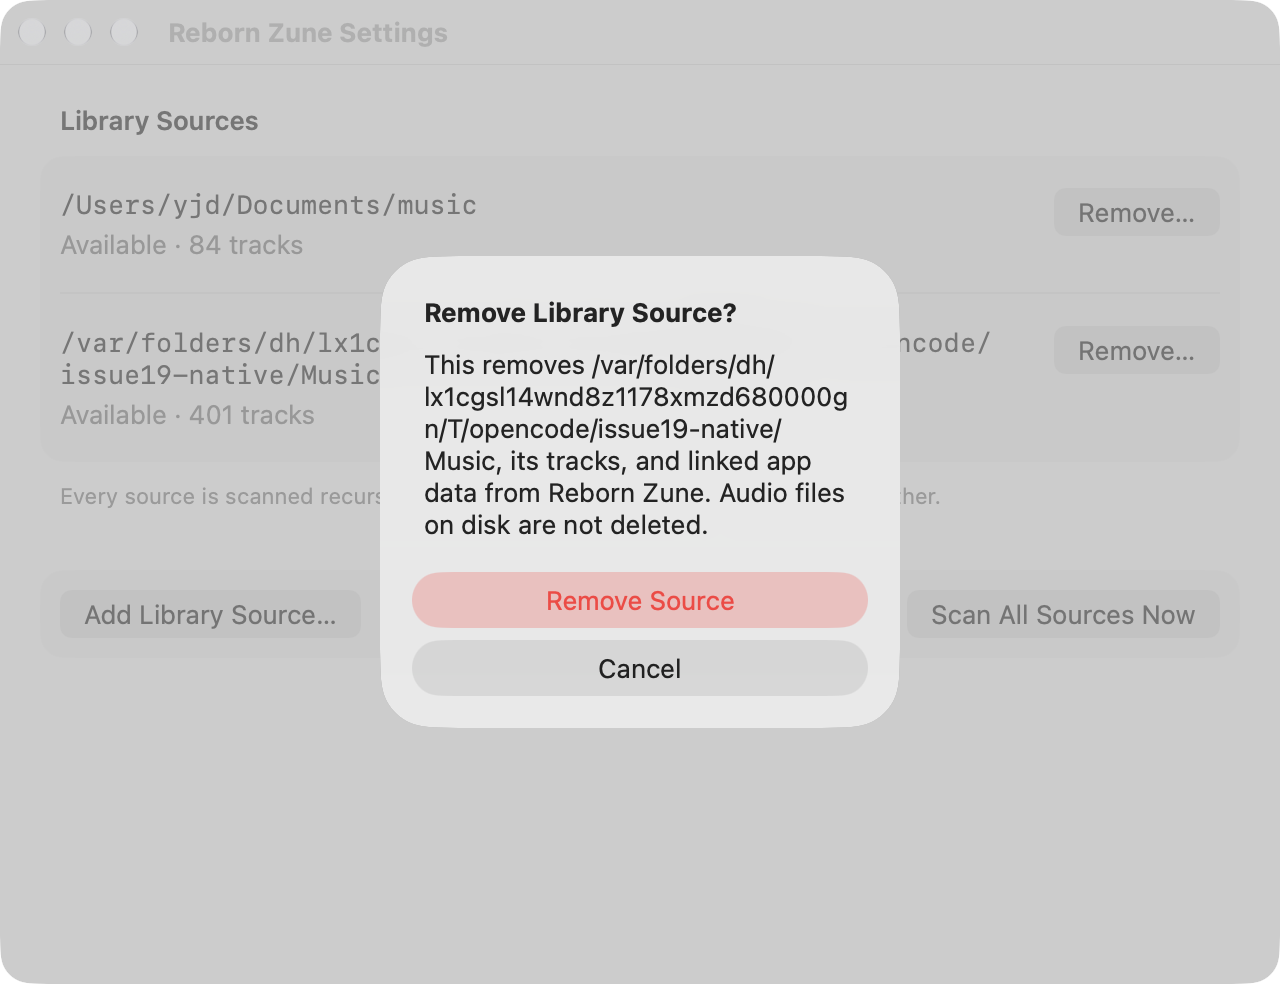 Reborn Zune Settings
Library Sources
/Users/yjd/Documents/music
Available · 84 tracks
Remove...
/var/folders/dh/lx1c
ncode/
issue19-native/Music
Available · 401 tracks
Remove...
Every source is scanned
her.
Add Library Source...
Scan All Sources Now
Remove Library Source?
This removes /var/folders/dh/
lx1cgsl14wnd8z1178xmzd680000g
n/T/opencode/issue19-native/
Music, its tracks, and linked app
data from Reborn Zune. Audio files
on disk are not deleted.
Remove Source
Cancel